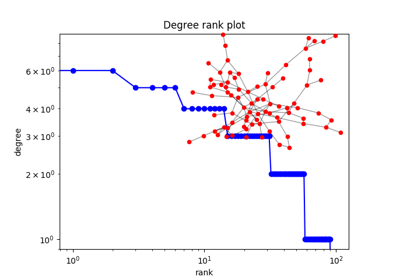 Degree rank plot
6 × 10⁰
4 × 10⁰
3 × 10⁰
2 × 10⁰
10⁰
degree
10⁰
10¹
10²
rank